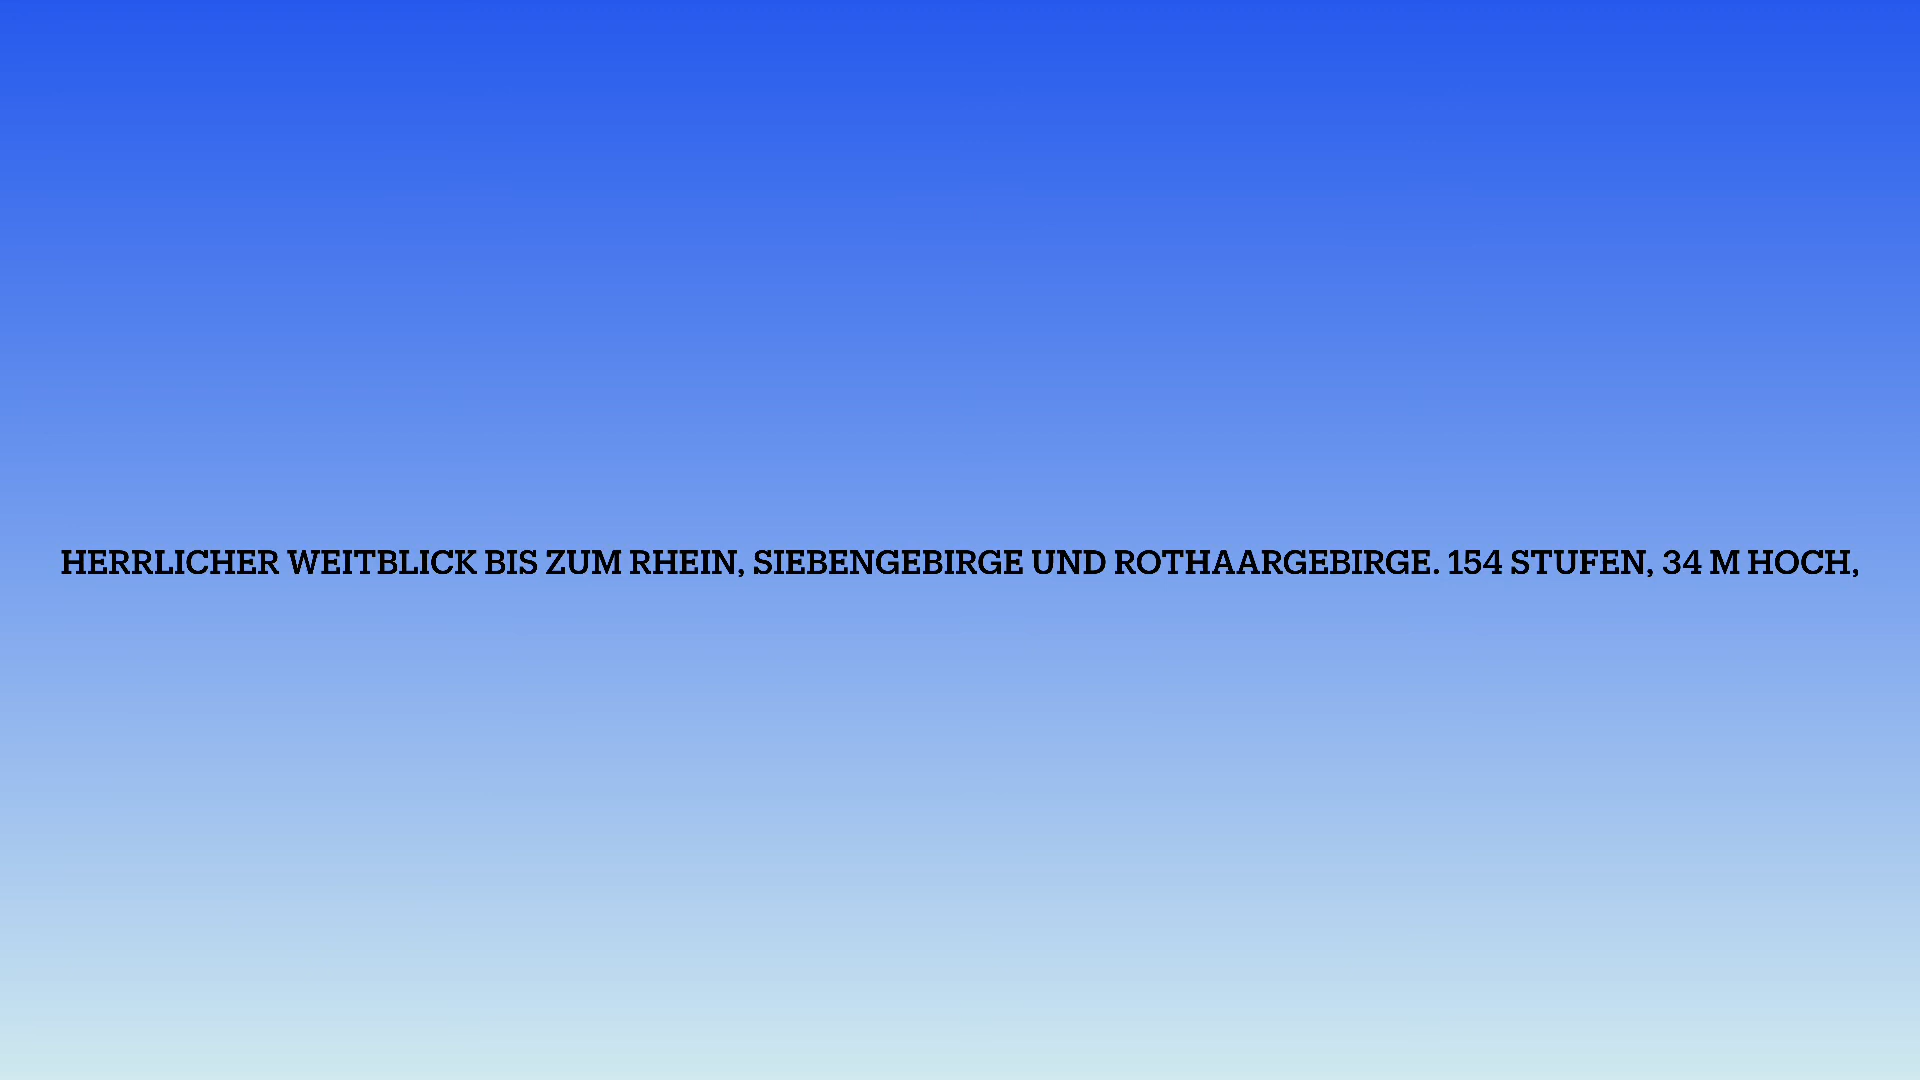 HERRLICHER WEITBLICK BIS ZUM RHEIN, SIEBENGEBIRGE UND ROTHAARGEBIRGE. 154 STUFEN, 34 M HOCH,